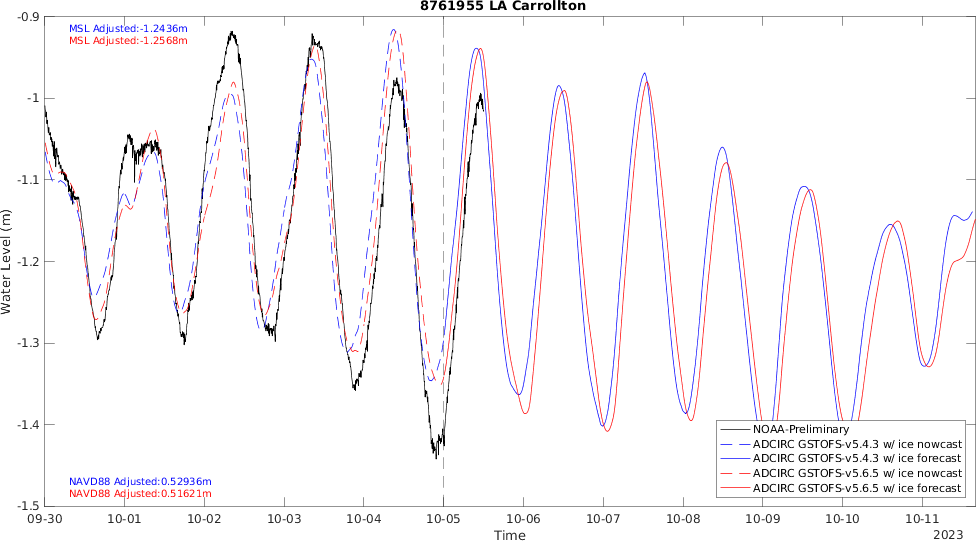 8761955 LA Carrollton
MSL Adjusted:-1.2436m
MSL Adjusted:-1.2568m
-0.9
-1
-1.1
-1.2
-1.3
-1.4
-1.5
Water Level (m)
NAVD88 Adjusted:0.52936m
NAVD88 Adjusted:0.51621m
NOAA-Preliminary
ADCIRC GSTOFS-v5.4.3 w/ ice nowcast
ADCIRC GSTOFS-v5.4.3 w/ ice forecast
ADCIRC GSTOFS-v5.6.5 w/ ice nowcast
ADCIRC GSTOFS-v5.6.5 w/ ice forecast
09-30 10-01 10-02 10-03 10-04 10-05 10-06 10-07 10-08 10-09 10-10 10-11
Time
2023